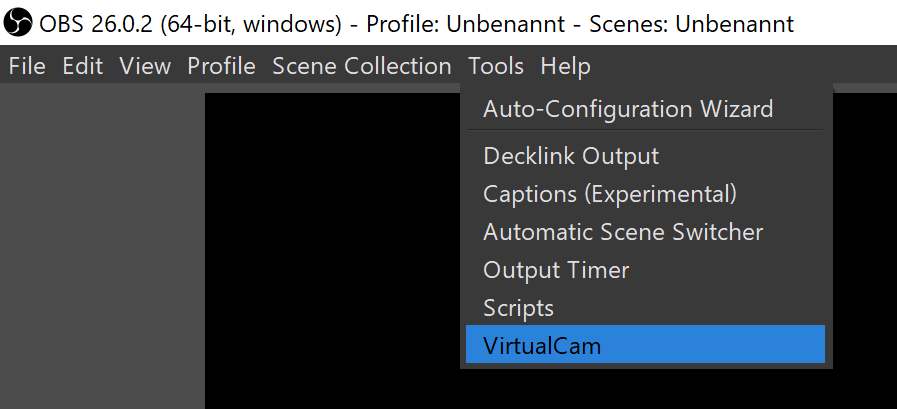 OBS 26.0.2 (64-bit, windows) - Profile: Unbenannt - Scenes: Unbenannt
File Edit View Profile Scene Collection Tools Help
Auto-Configuration Wizard
Decklink Output
Captions (Experimental)
Automatic Scene Switcher
Output Timer
Scripts
VirtualCam